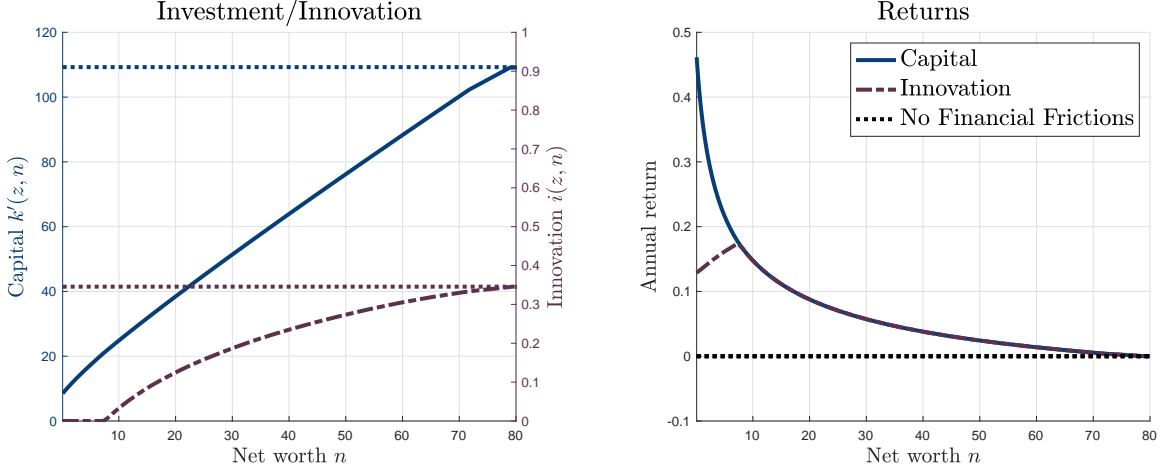 Investment/Innovation
120
100
80
60
40
20
0
Capital k′(z, n)
1
0.9
0.8
0.7
0.6
0.5
0.4
0.3
0.2
0.1
0
Innovation i(z, n)
10 20 30 40 50 60 70 80
Net worth n
Returns
0.5
0.4
0.3
0.2
0.1
0
-0.1
Annual return
Capital
Innovation
No Financial Frictions
10 20 30 40 50 60 70 80
Net worth n